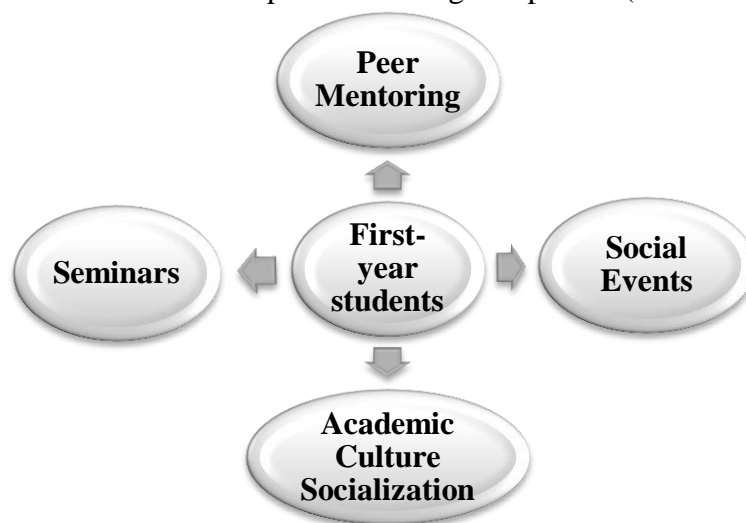 Peer
Mentoring
Seminars
First-
year
students
Social
Events
Academic
Culture
Socialization